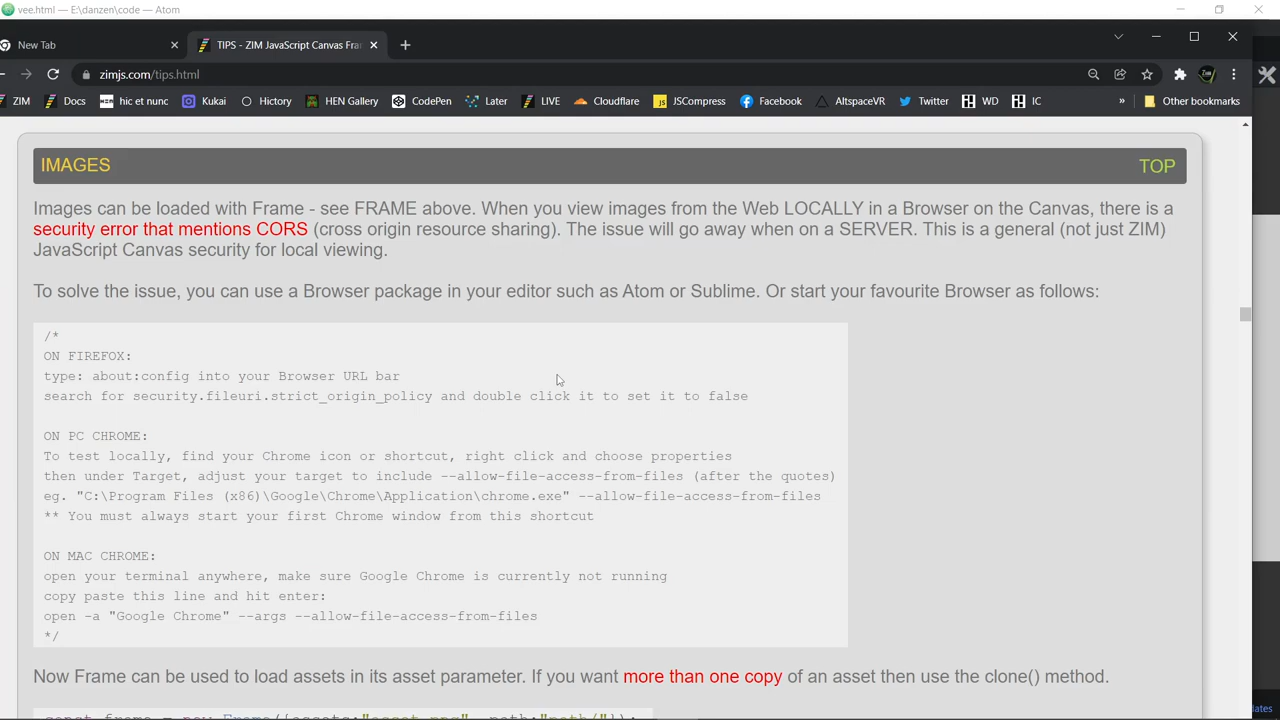 vee.html — E:\danzen\code — Atom
New Tab
TIPS - ZIM JavaScript Canvas Fra
zimjs.com/tips.html
ZIM Docs hic et nunc Kukai Hictory HEN Gallery CodePen Later LIVE Cloudflare JSCompress Facebook AltspaceVR Twitter WD IC » Other bookmarks
IMAGES TOP
Images can be loaded with Frame - see FRAME above. When you view images from the Web LOCALLY in a Browser on the Canvas, there is a
security error that mentions CORS (cross origin resource sharing). The issue will go away when on a SERVER. This is a general (not just ZIM)
JavaScript Canvas security for local viewing.
To solve the issue, you can use a Browser package in your editor such as Atom or Sublime. Or start your favourite Browser as follows:
/*
ON FIREFOX:
type: about:config into your Browser URL bar
search for security.fileuri.strict_origin_policy and double click it to set it to false
ON PC CHROME:
To test locally, find your Chrome icon or shortcut, right click and choose properties
then under Target, adjust your target to include --allow-file-access-from-files (after the quotes)
eg. "C:\Program Files (x86)\Google\Chrome\Application\chrome.exe" --allow-file-access-from-files
** You must always start your first Chrome window from this shortcut
ON MAC CHROME:
open your terminal anywhere, make sure Google Chrome is currently not running
copy paste this line and hit enter:
open -a "Google Chrome" --args --allow-file-access-from-files
*/
Now Frame can be used to load assets in its asset parameter. If you want more than one copy of an asset then use the clone() method.
const frame = new Frame({assets:"asset.png", path:"path/"});